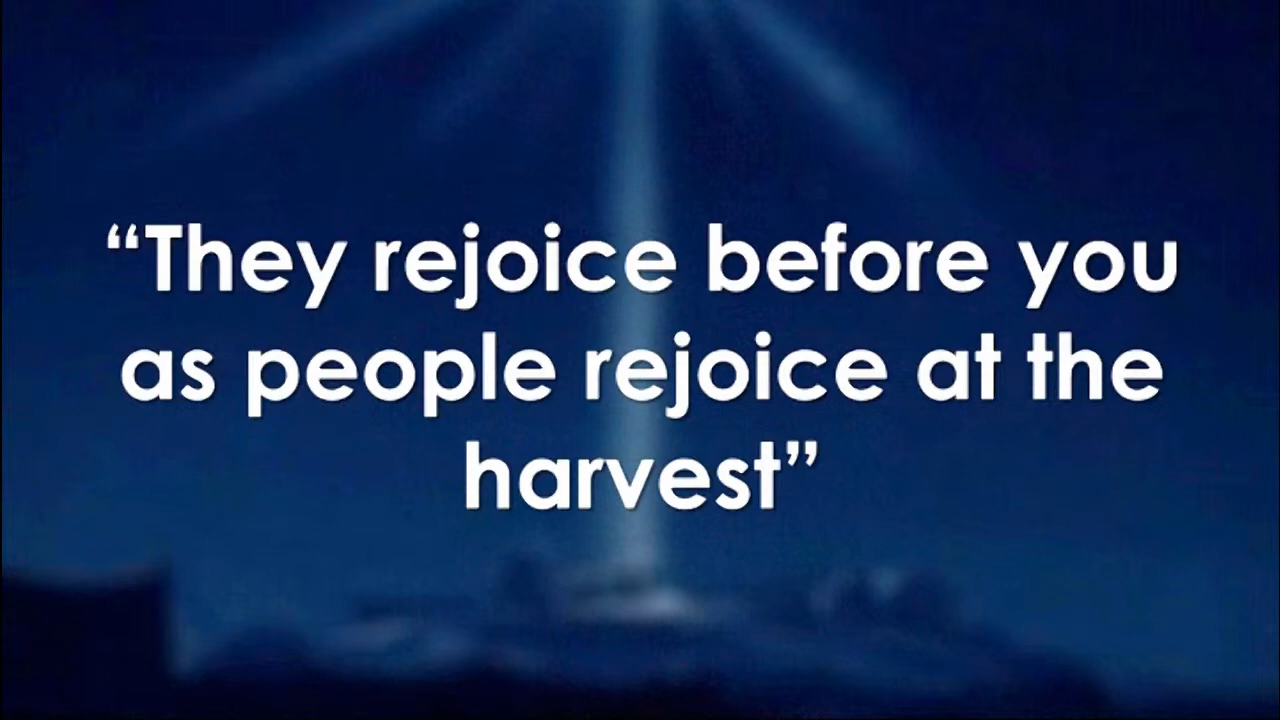 “They rejoice before you
as people rejoice at the
harvest”